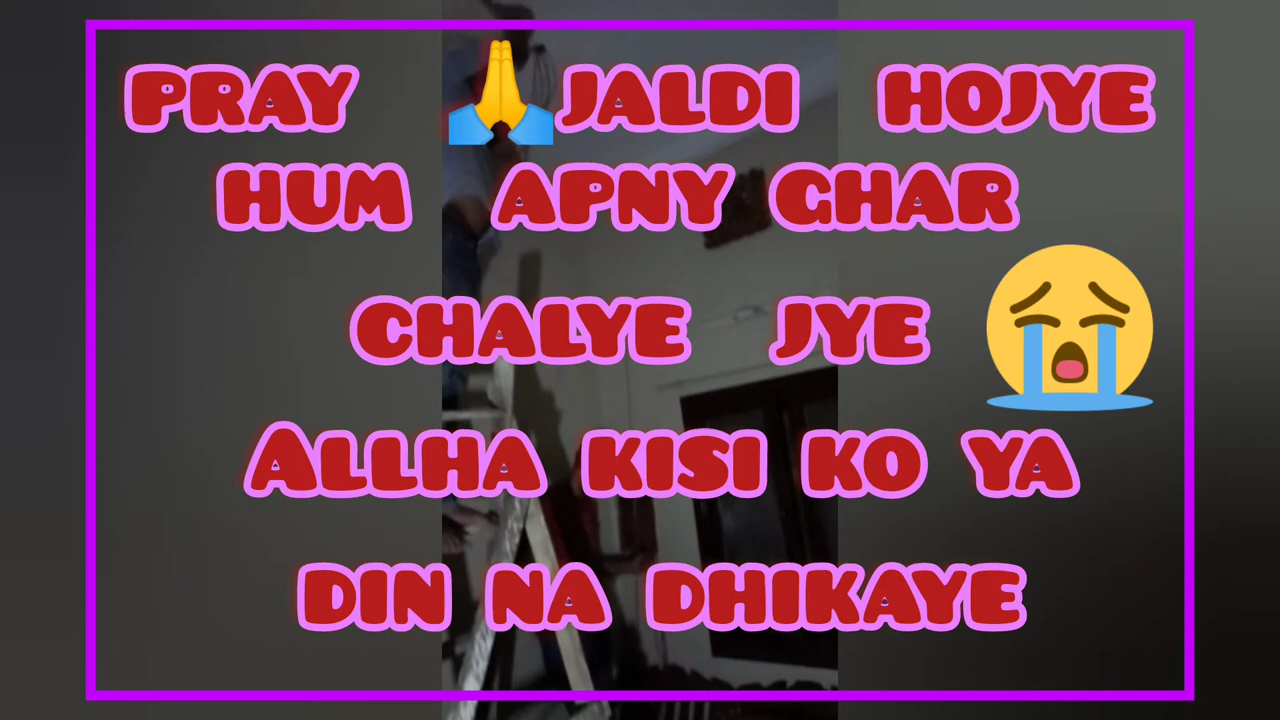 PRAY 🙏 JALDI HOJYE
HUM APNY GHAR
CHALYE JYE
ALLHA KISI KO YA
DIN NA DHIKAYE